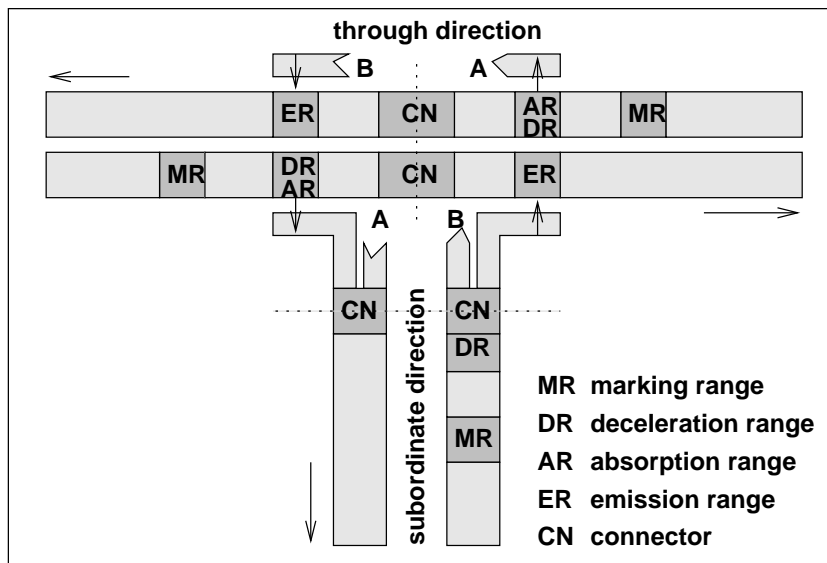 through direction
B
A
ER
CN
AR
DR
MR
MR
DR
AR
CN
ER
A
B
CN
CN
DR
MR
subordinate direction
MR marking range
DR deceleration range
AR absorption range
ER emission range
CN connector